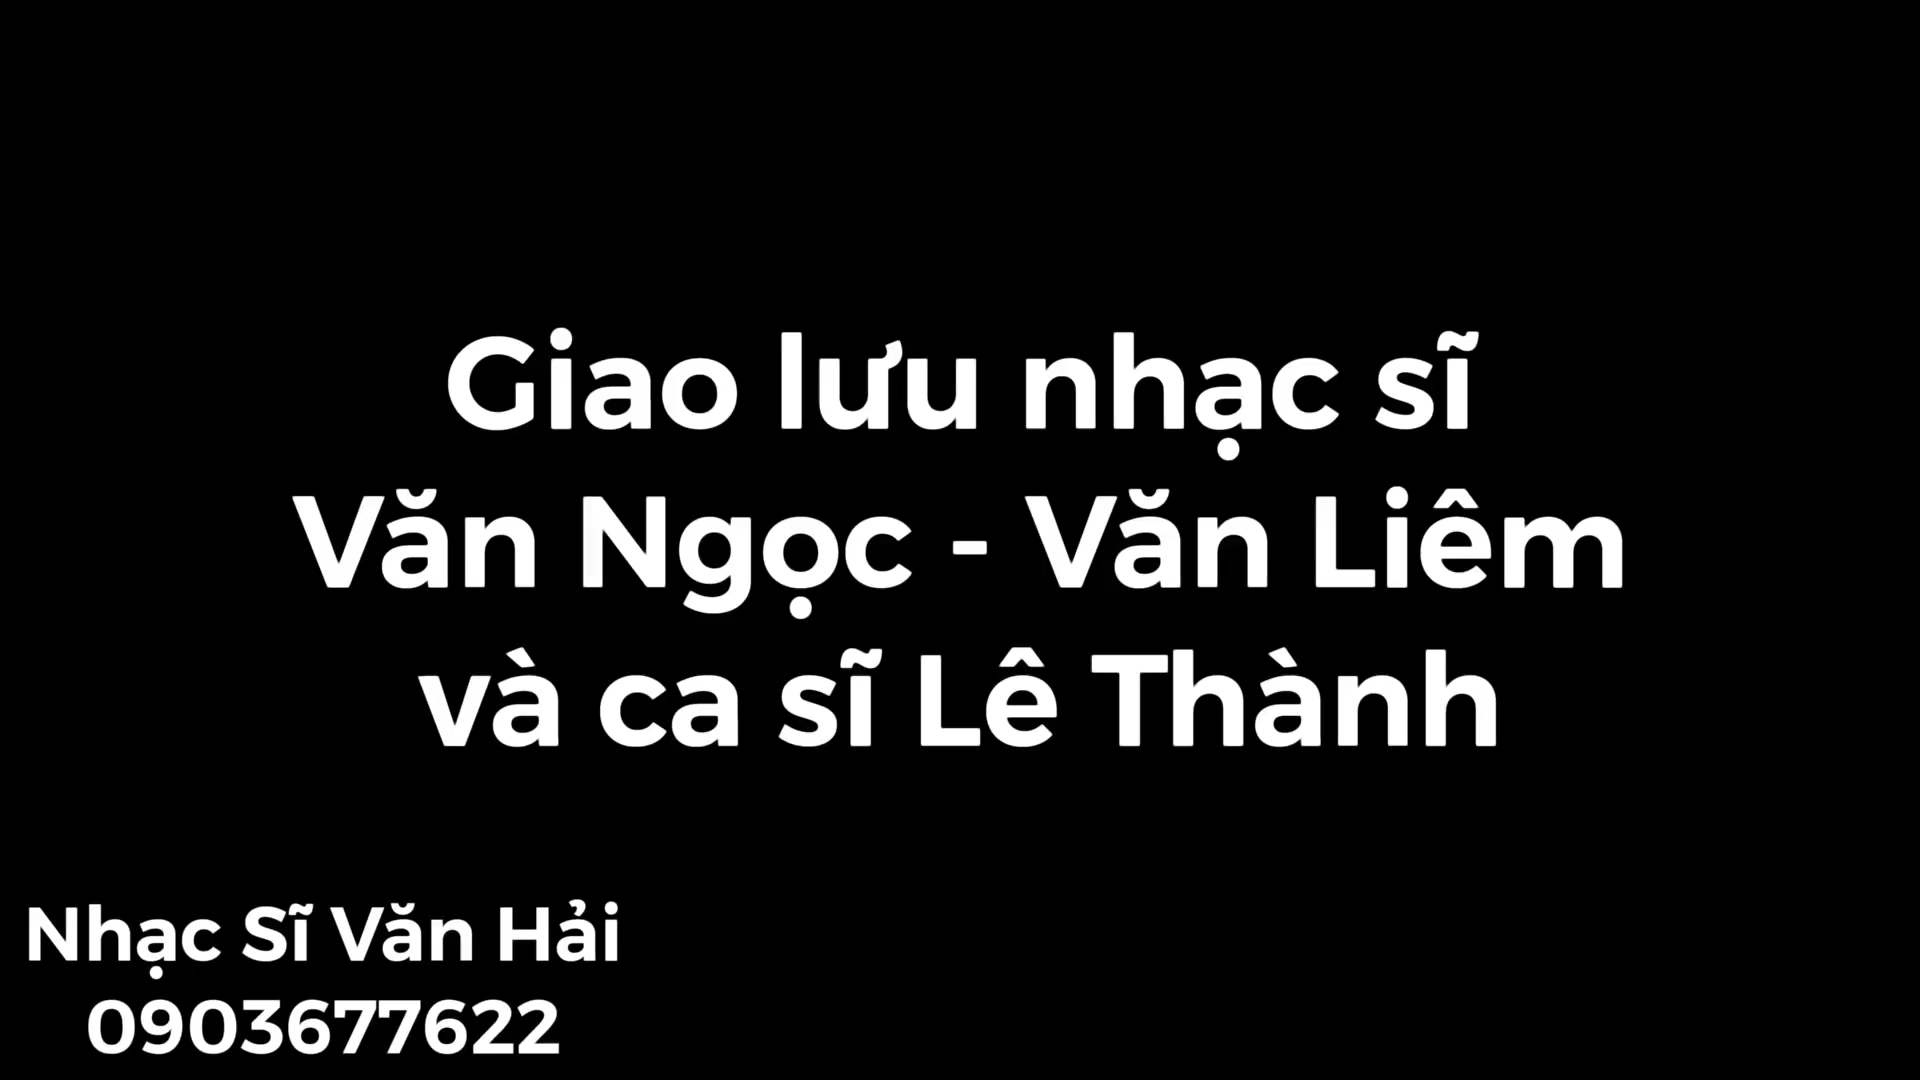 Giao lưu nhạc sĩ
Văn Ngọc - Văn Liêm
và ca sĩ Lê Thành
Nhạc Sĩ Văn Hải
0903677622